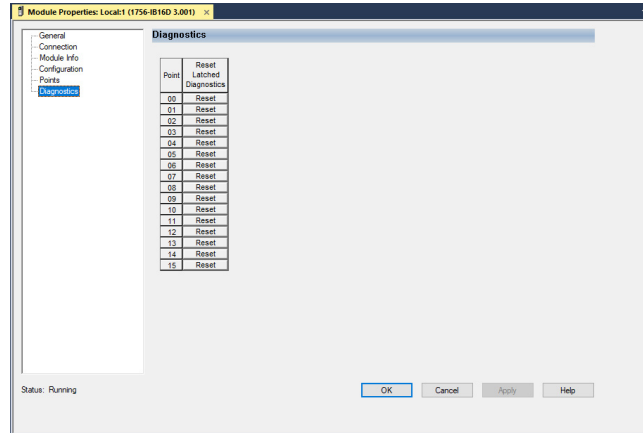 Module Properties: Local:1 (1756-IB16D 3.001) ×
General
Connection
Module Info
Configuration
Points
Diagnostics
Diagnostics
Point Reset Latched Diagnostics
00 Reset
01 Reset
02 Reset
03 Reset
04 Reset
05 Reset
06 Reset
07 Reset
08 Reset
09 Reset
10 Reset
11 Reset
12 Reset
13 Reset
14 Reset
15 Reset
Status: Running
OK Cancel Apply Help